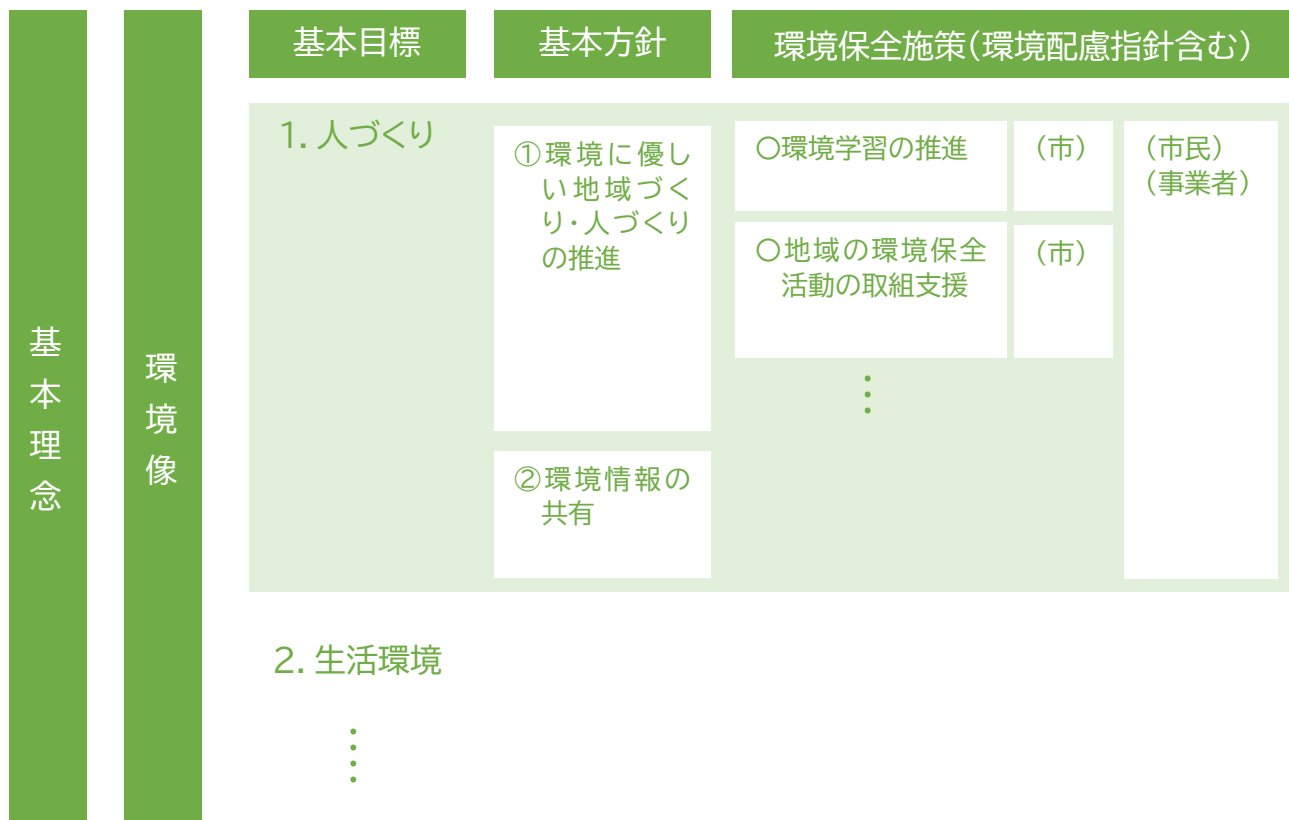 基本理念
環境像
基本目標
基本方針
環境保全施策(環境配慮指針含む)
1. 人づくり
①環境に優し
い地域づく
り・人づくり
の推進
〇環境学習の推進
(市)
(市民)
(事業者)
〇地域の環境保全
活動の取組支援
(市)
⋮
②環境情報の
共有
2. 生活環境
⋮